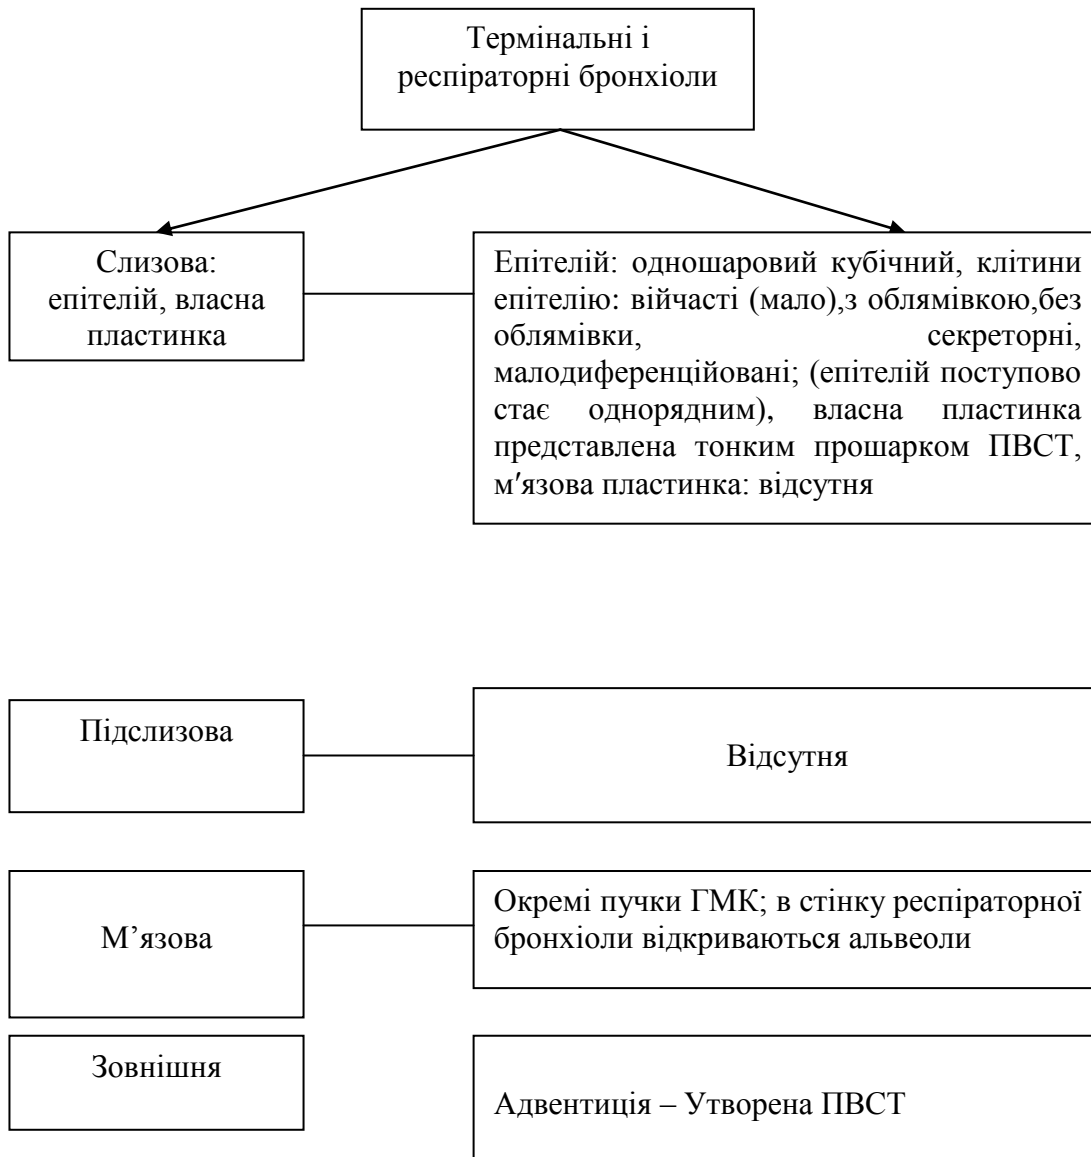 Термінальні і
респіраторні бронхіоли
Слизова:
епітелій, власна
пластинка
Епітелій: одношаровий кубічний, клітини
епітелію: війчасті (мало),з облямівкою,без
облямівки, секреторні,
малодиференційовані; (епітелій поступово
стає однорядним), власна пластинка
представлена тонким прошарком ПВСТ,
м′язова пластинка: відсутня
Підслизова
Відсутня
М’язова
Окремі пучки ГМК; в стінку респіраторної
бронхіоли відкриваються альвеоли
Зовнішня
Адвентиція – Утворена ПВСТ